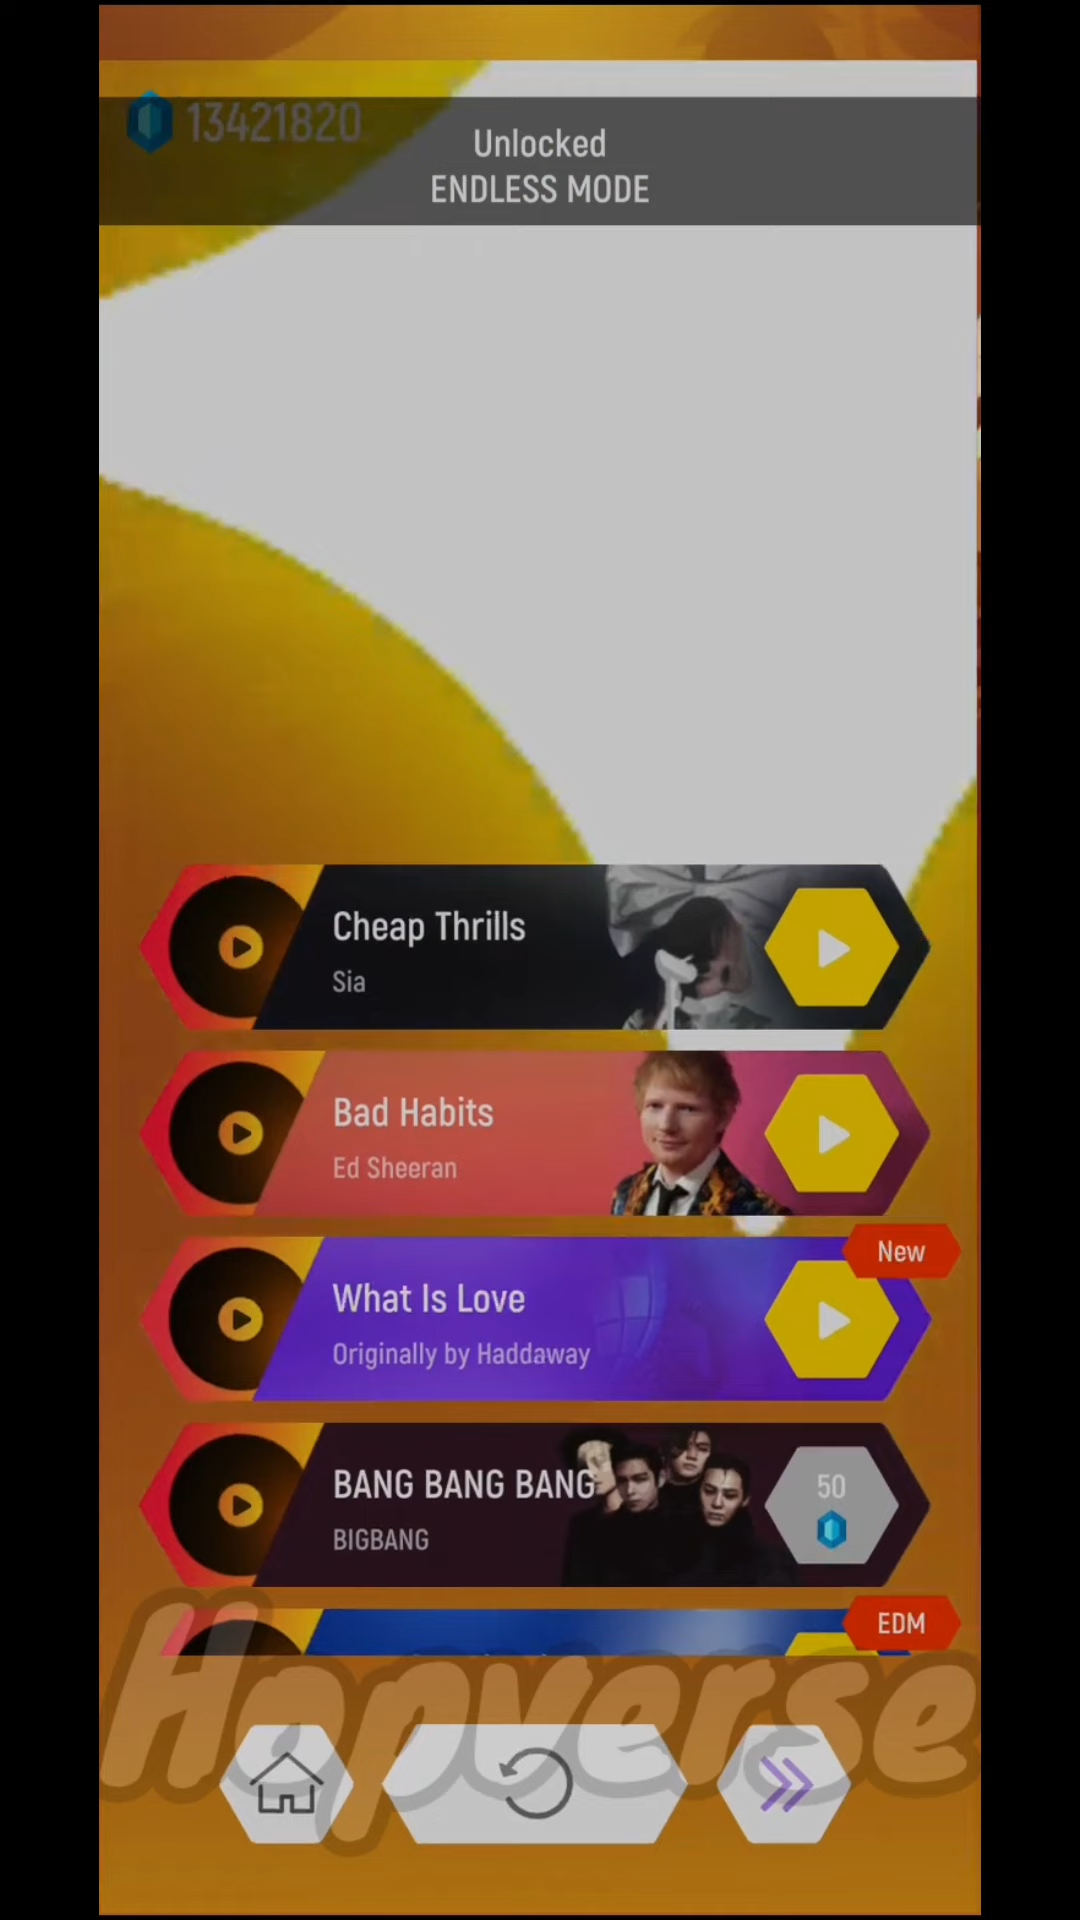 13421820
Unlocked
ENDLESS MODE
Cheap Thrills
Sia
Bad Habits
Ed Sheeran
New
What Is Love
Originally by Haddaway
BANG BANG BANG
BIGBANG
50
EDM
Hopverse